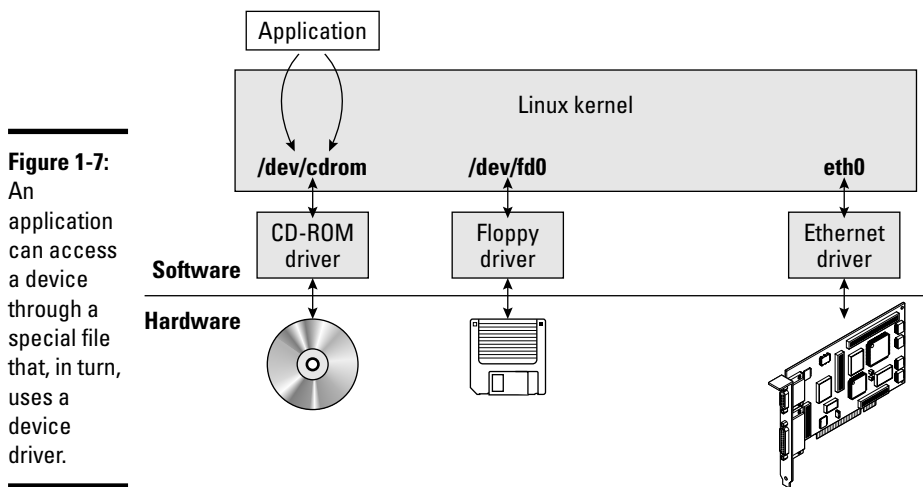 Application
Linux kernel
/dev/cdrom
/dev/fd0
eth0
CD-ROM
driver
Floppy
driver
Ethernet
driver
Software
Hardware
Figure 1-7:
An
application
can access
a device
through a
special file
that, in turn,
uses a
device
driver.